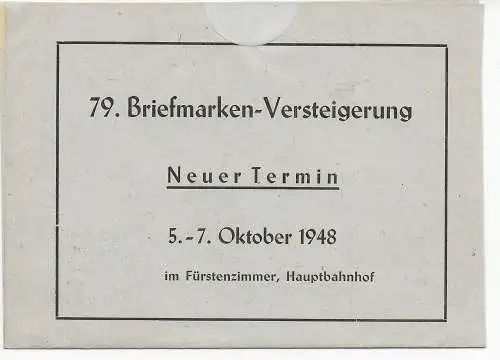 79. Briefmarken-Versteigerung
Neuer Termin
5.-7. Oktober 1948
im Fürstenzimmer, Hauptbahnhof